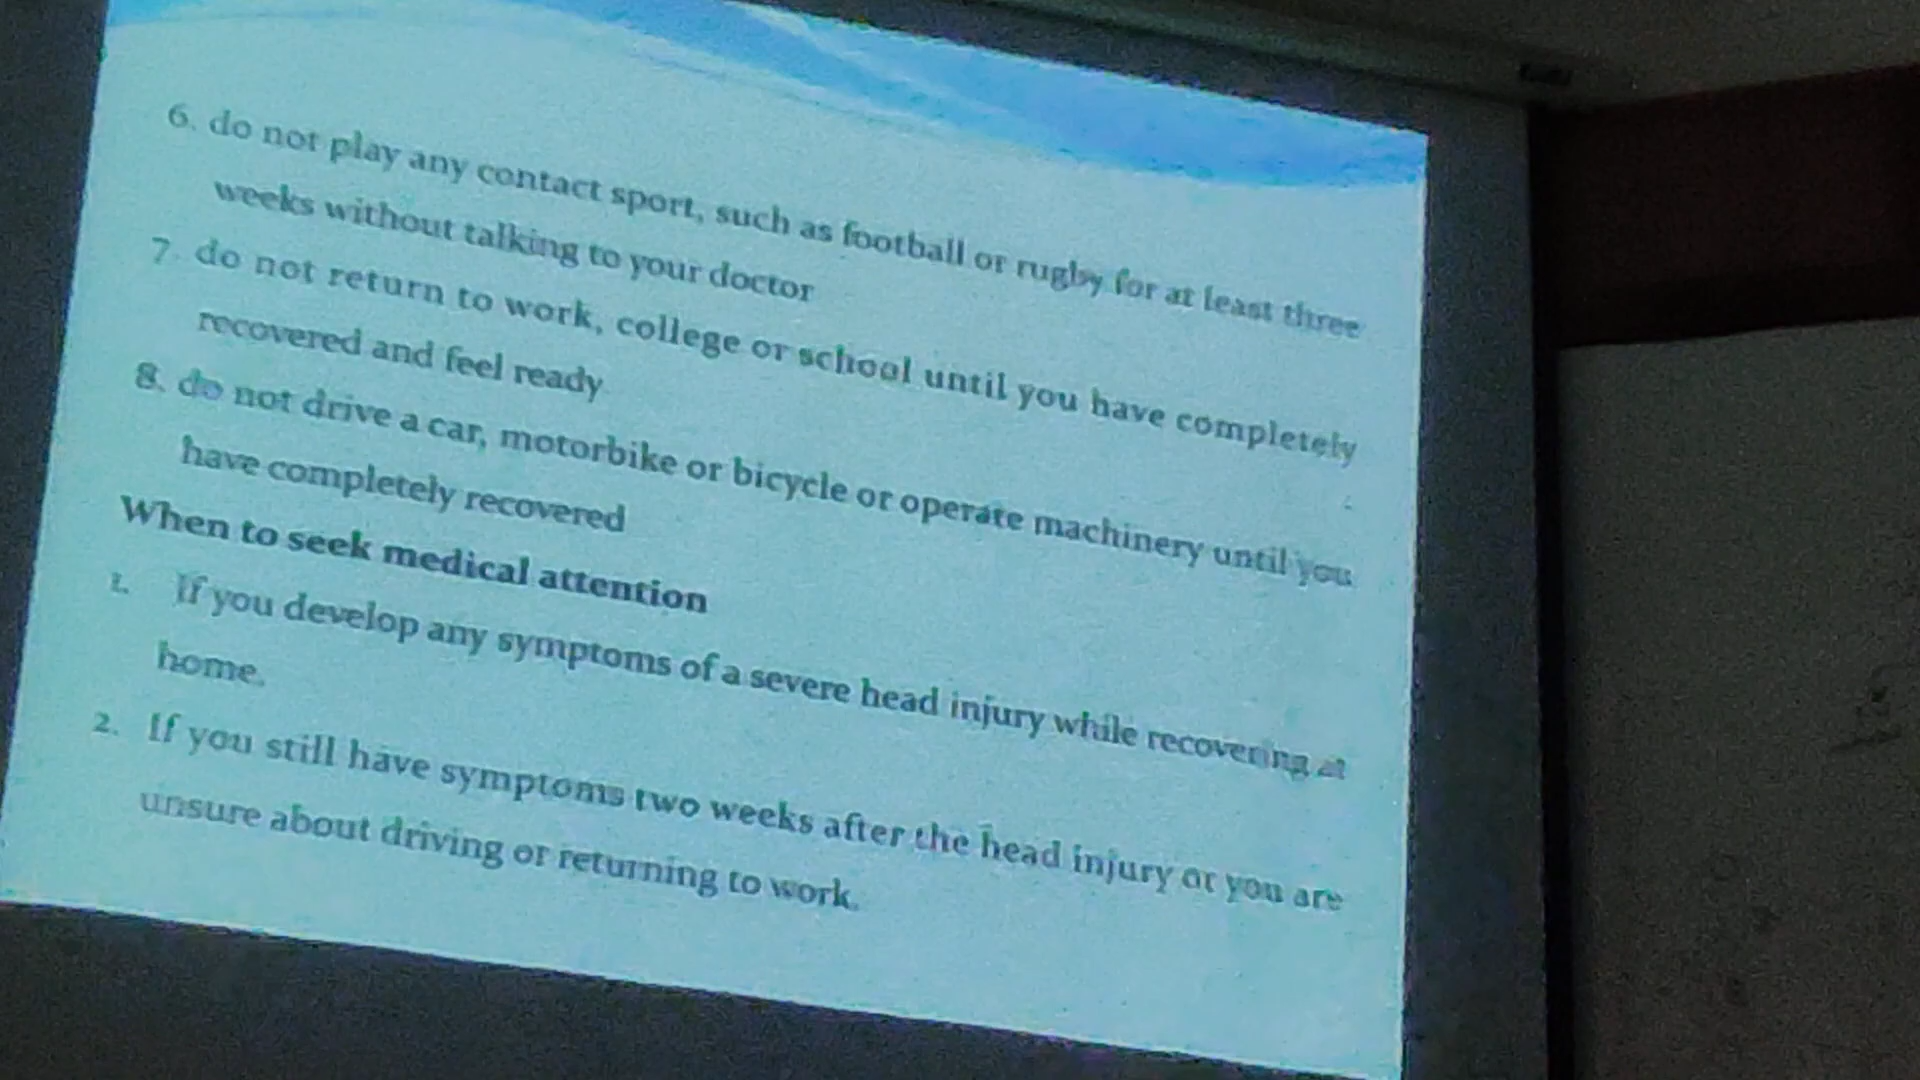 6. do not play any contact sport, such as football or rugby for at least three
weeks without talking to your doctor
7. do not return to work, college or school until you have completely
recovered and feel ready
8. do not drive a car, motorbike or bicycle or operate machinery until you
have completely recovered
When to seek medical attention
1. If you develop any symptoms of a severe head injury while recovering at
home.
2. If you still have symptoms two weeks after the head injury or you are
unsure about driving or returning to work.